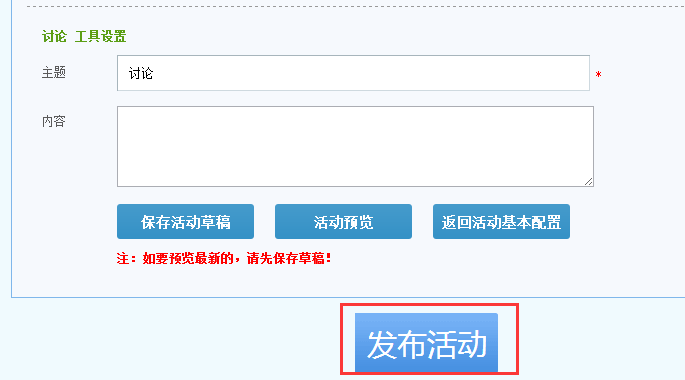 讨论 工具设置
主题 讨论 *
内容
保存活动草稿 活动预览 返回活动基本配置
注：如要预览最新的，请先保存草稿！
发布活动